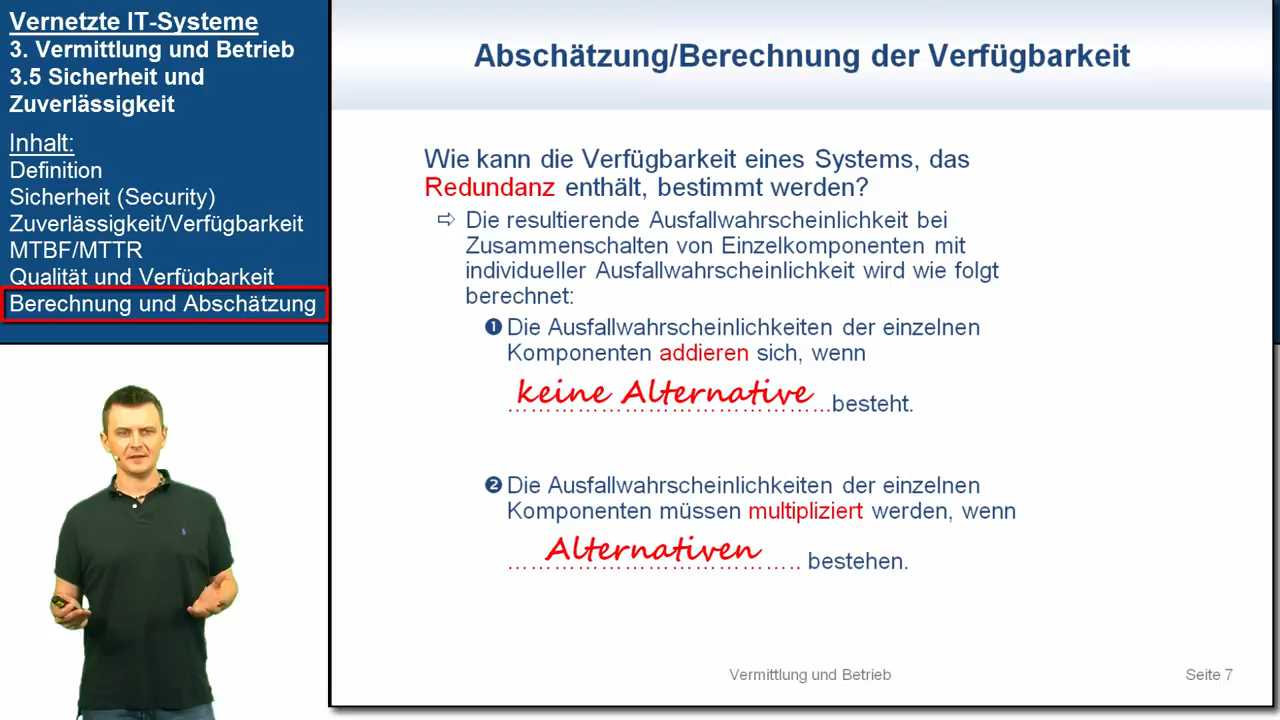 Vernetzte IT-Systeme
3. Vermittlung und Betrieb
3.5 Sicherheit und
Zuverlässigkeit
Inhalt:
Definition
Sicherheit (Security)
Zuverlässigkeit/Verfügbarkeit
MTBF/MTTR
Qualität und Verfügbarkeit
Berechnung und Abschätzung
Abschätzung/Berechnung der Verfügbarkeit
Wie kann die Verfügbarkeit eines Systems, das
Redundanz enthält, bestimmt werden?
⇨ Die resultierende Ausfallwahrscheinlichkeit bei
Zusammenschalten von Einzelkomponenten mit
individueller Ausfallwahrscheinlichkeit wird wie folgt
berechnet:
❶ Die Ausfallwahrscheinlichkeiten der einzelnen
Komponenten addieren sich, wenn
keine Alternative besteht.
❷ Die Ausfallwahrscheinlichkeiten der einzelnen
Komponenten müssen multipliziert werden, wenn
Alternativen bestehen.
Vermittlung und Betrieb
Seite 7